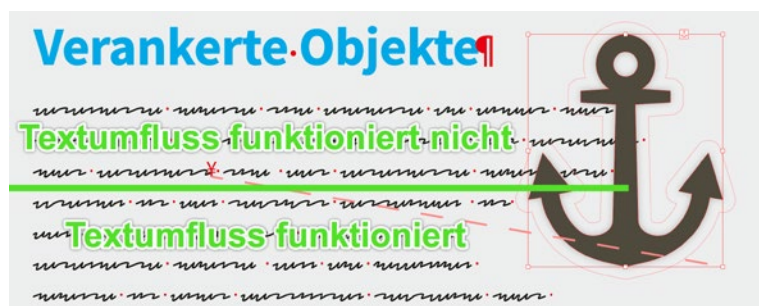 Verankerte Objekte¶
Textumfluss funktioniert nicht
Textumfluss funktioniert